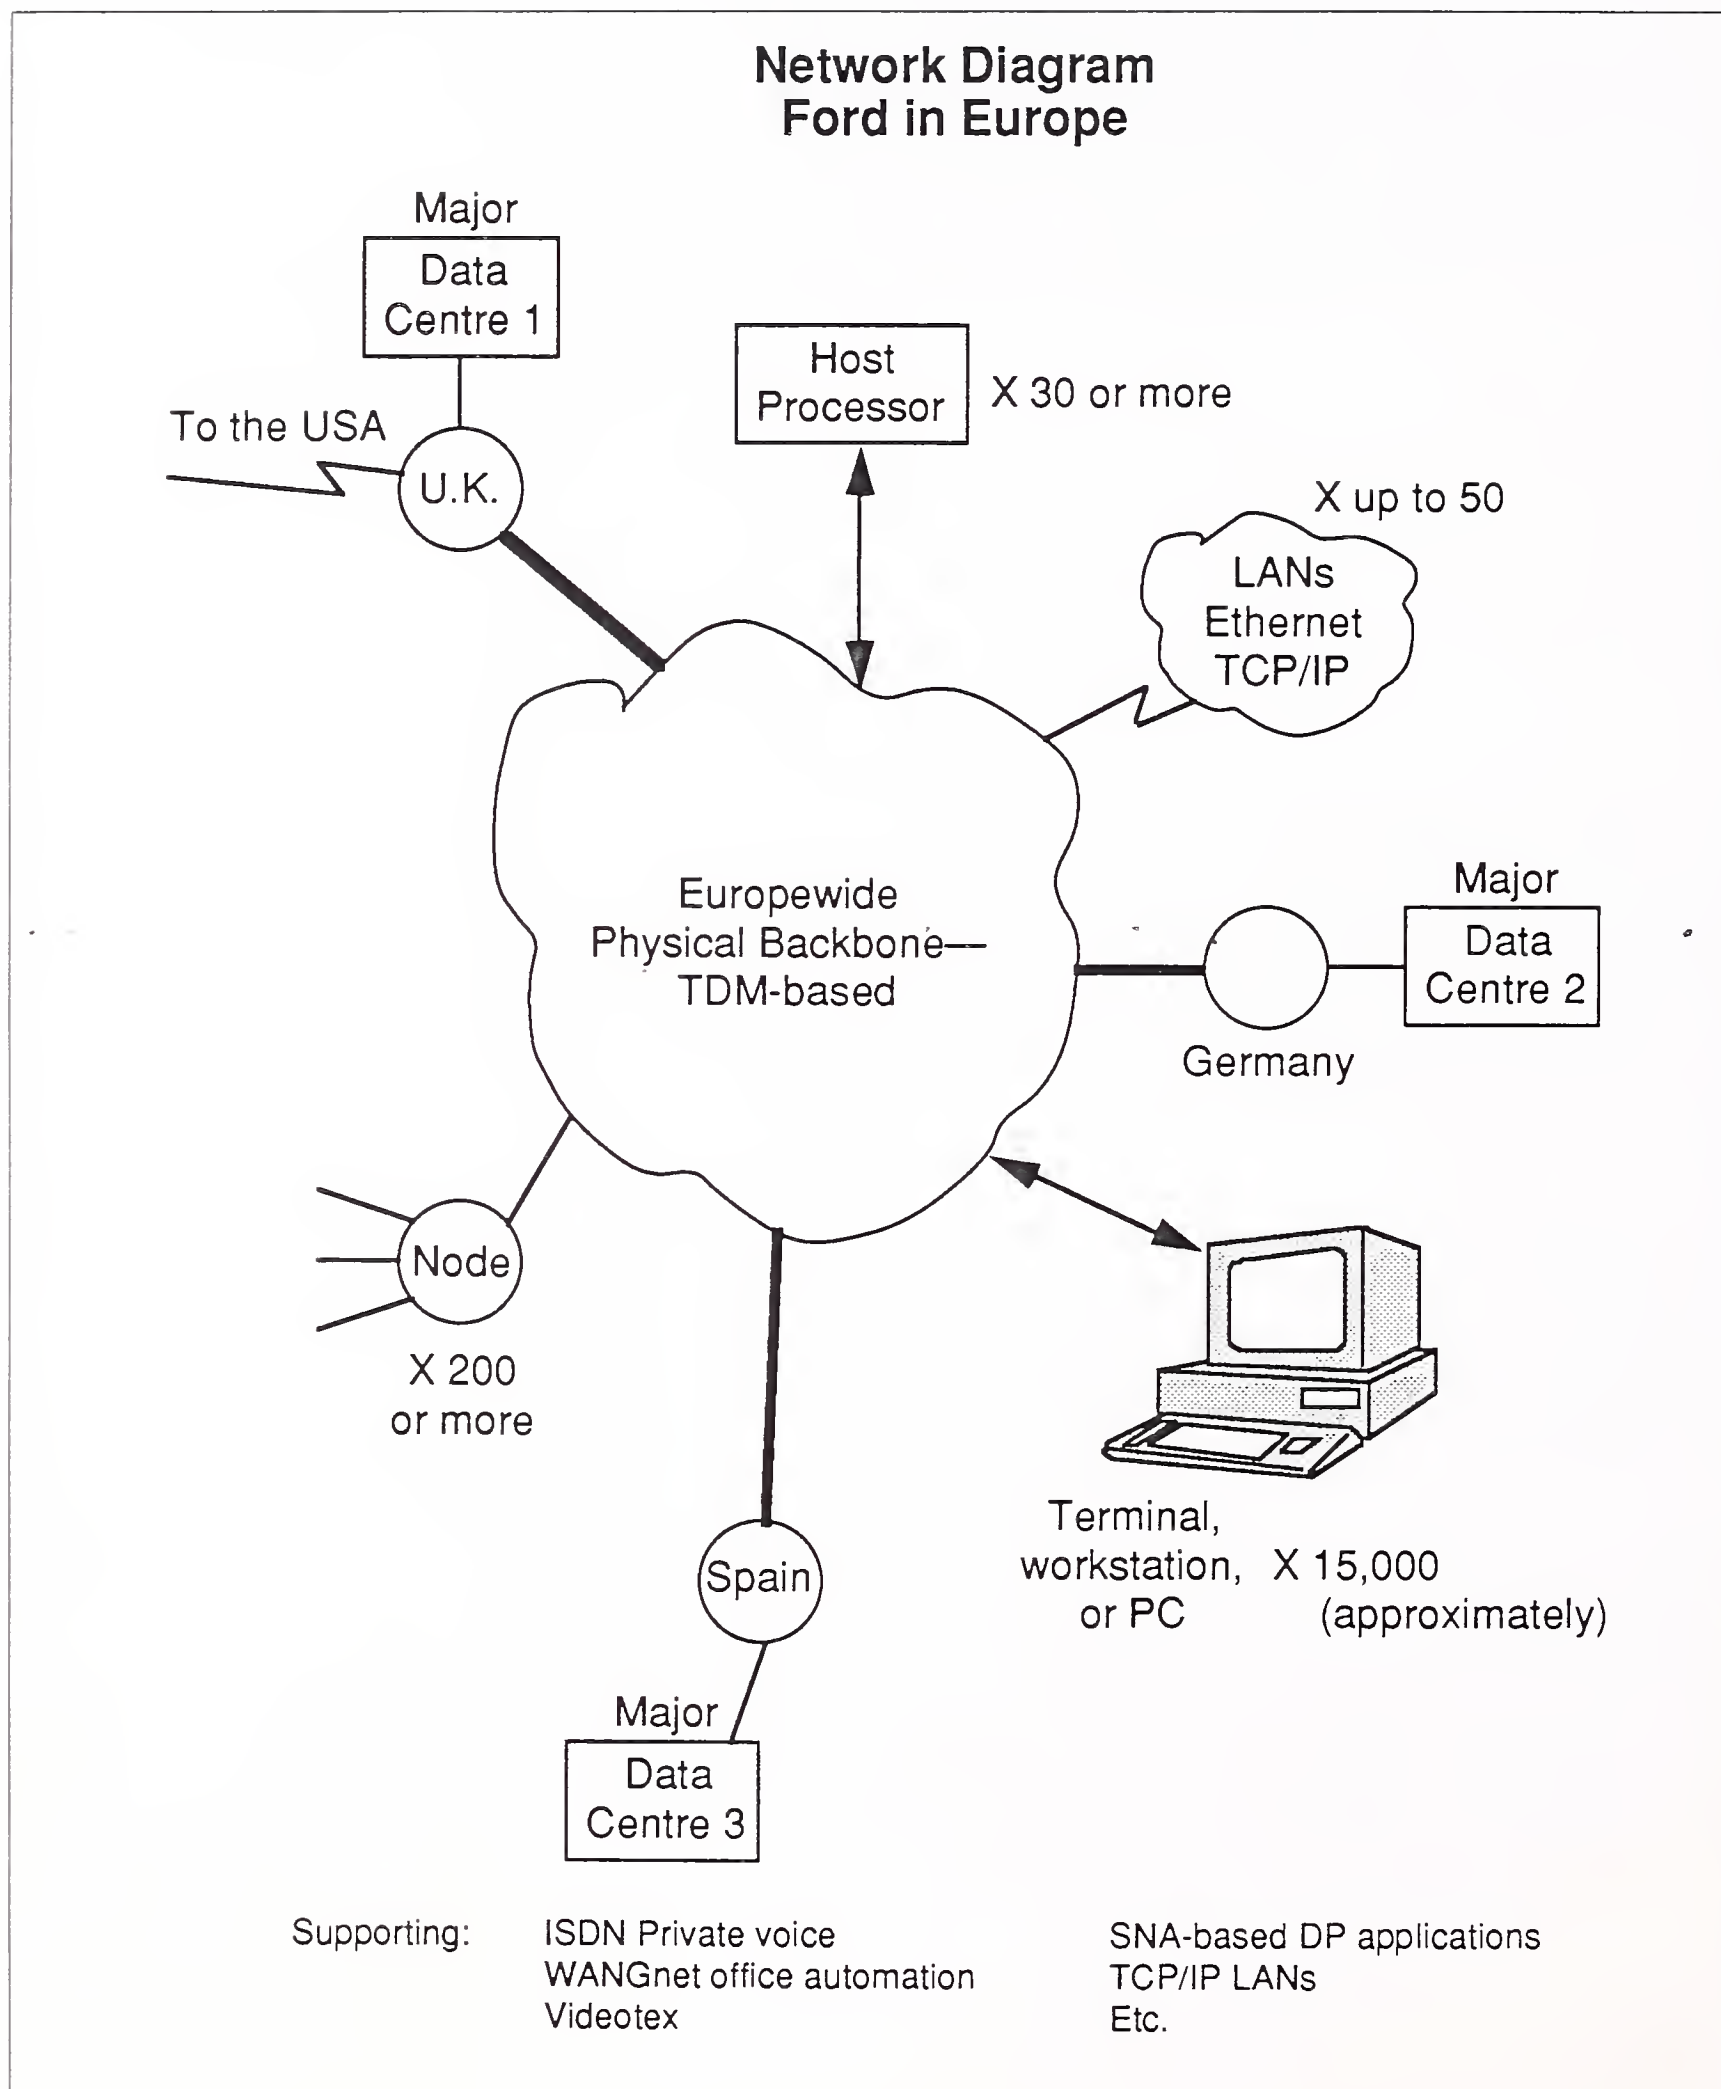 Network Diagram
Ford in Europe
Major
Data
Centre 1
Host
Processor
X 30 or more
To the USA
U.K.
X up to 50
LANs
Ethernet
TCP/IP
Europewide
Physical Backbone—
TDM-based
Major
Data
Centre 2
Germany
Node
X 200
or more
Terminal,
workstation,
or PC
X 15,000
(approximately)
Spain
Major
Data
Centre 3
Supporting:
ISDN Private voice
WANGnet office automation
Videotex
SNA-based DP applications
TCP/IP LANs
Etc.